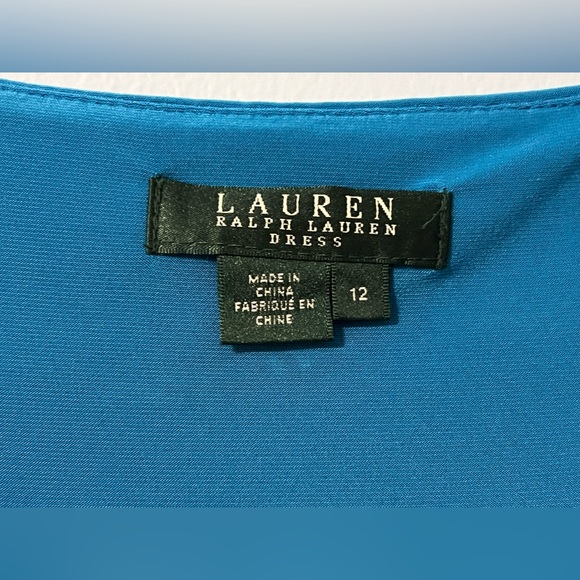 LAUREN
RALPH LAUREN
DRESS
MADE IN
CHINA
FABRIQUÉ EN
CHINE
12